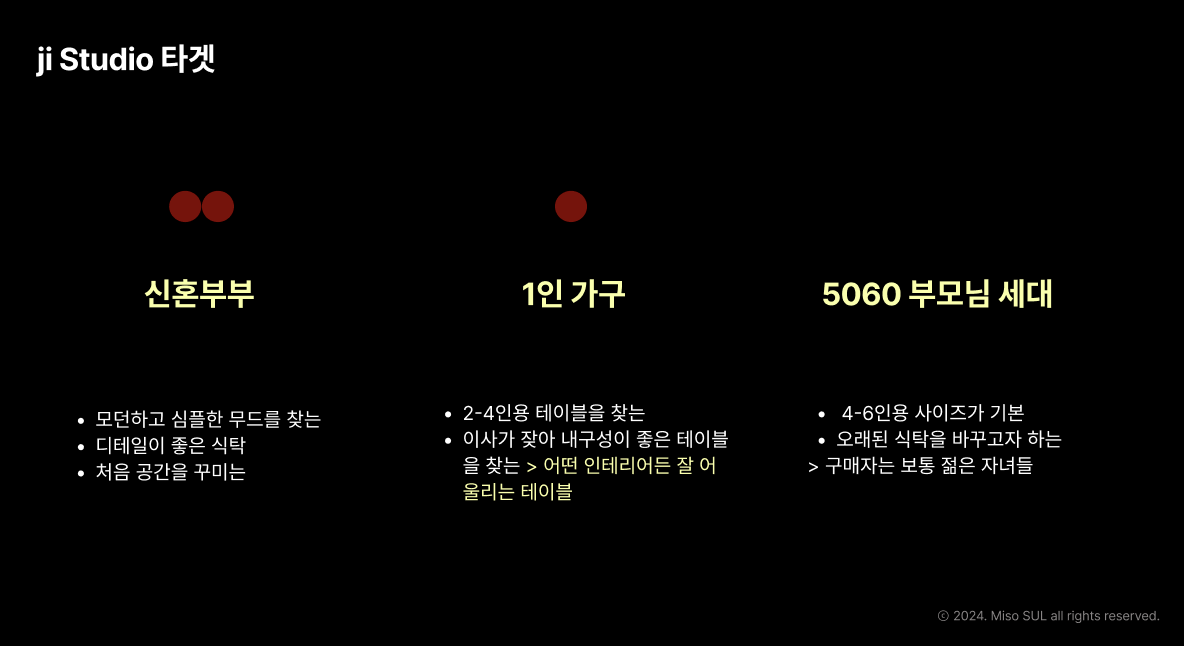 ji Studio 타겟
신혼부부
• 모던하고 심플한 무드를 찾는
• 디테일이 좋은 식탁
• 처음 공간을 꾸미는
1인 가구
• 2-4인용 테이블을 찾는
• 이사가 잦아 내구성이 좋은 테이블
을 찾는 > 어떤 인테리어든 잘 어
울리는 테이블
5060 부모님 세대
• 4-6인용 사이즈가 기본
• 오래된 식탁을 바꾸고자 하는
> 구매자는 보통 젊은 자녀들
ⓒ 2024. Miso SUL all rights reserved.